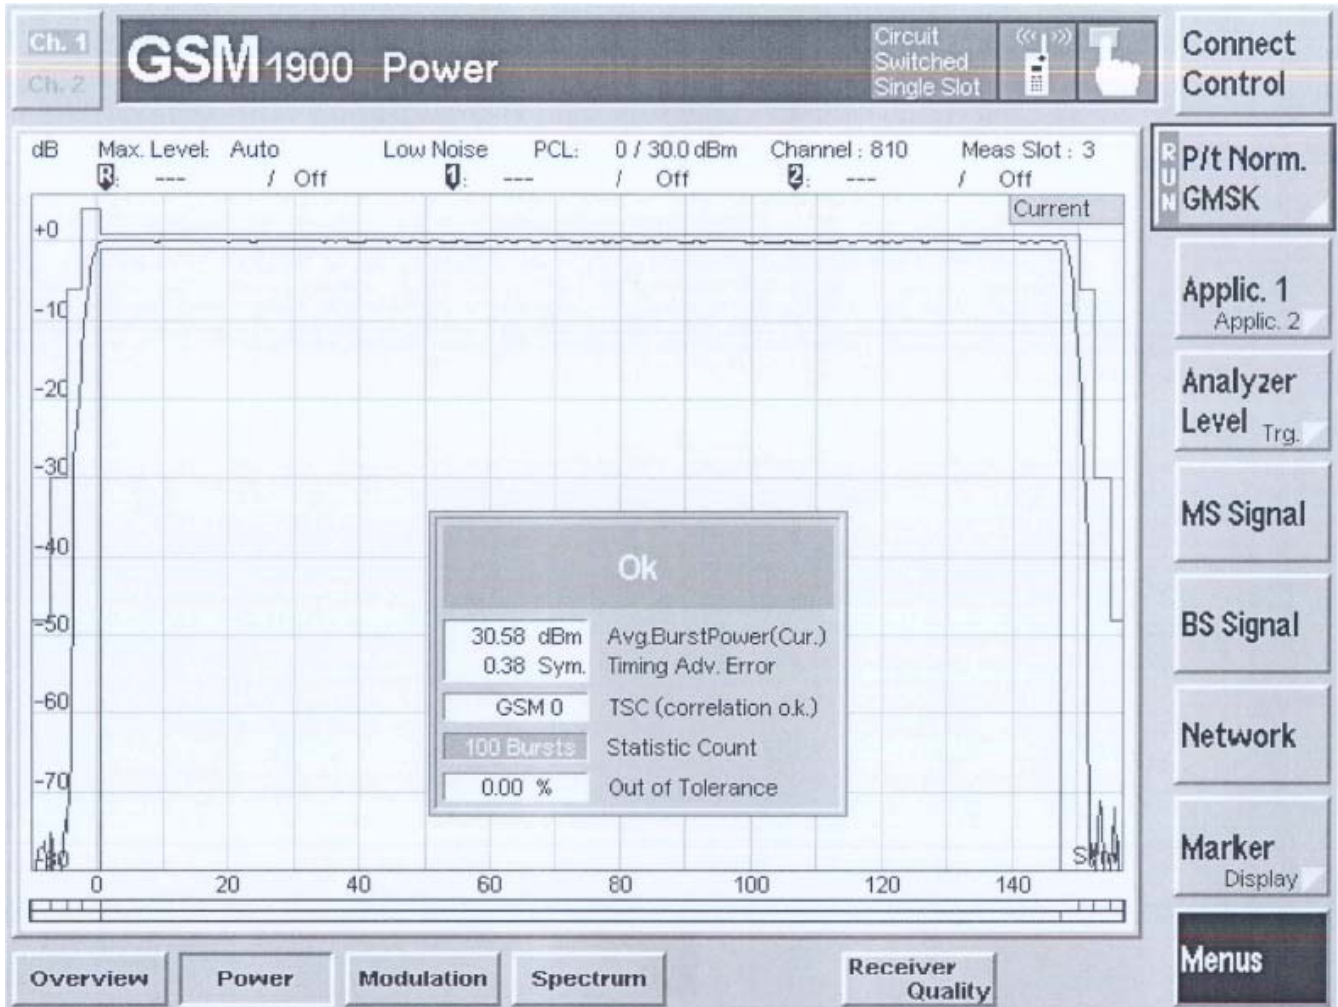 Ch. 1
Ch. 2
GSM 1900 Power
Circuit
Switched
Single Slot
Connect
Control
dB Max. Level: Auto Low Noise PCL: 0 / 30.0 dBm Channel : 810 Meas Slot : 3
R: --- / Off 1: --- / Off 2: --- / Off
Current
RUN
P/t Norm.
GMSK
+0
-10
-20
-30
-40
-50
-60
-70
-80
Applic. 1
Applic. 2
Analyzer
Level Trg.
MS Signal
BS Signal
Network
Marker
Display
Menus
Ok
30.58 dBm Avg.BurstPower(Cur.)
0.38 Sym. Timing Adv. Error
GSM 0 TSC (correlation o.k.)
100 Bursts Statistic Count
0.00 % Out of Tolerance
0 20 40 60 80 100 120 140
Overview Power Modulation Spectrum Receiver
Quality